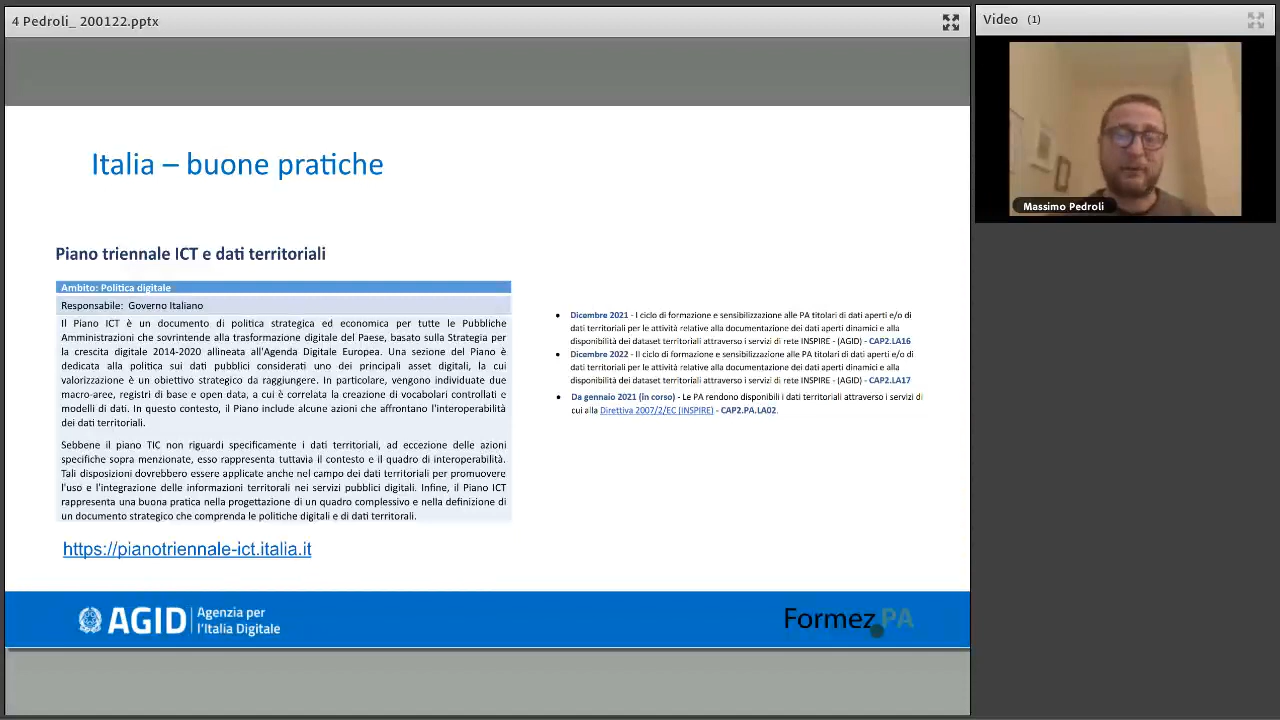 4 Pedroli_ 200122.pptx
Video (1)
Massimo Pedroli
Italia – buone pratiche
Piano triennale ICT e dati territoriali
Ambito: Politica digitale
Responsabile: Governo Italiano
Il Piano ICT è un documento di politica strategica ed economica per tutte le Pubbliche
Amministrazioni che sovrintende alla trasformazione digitale del Paese, basato sulla Strategia per
la crescita digitale 2014-2020 allineata all'Agenda Digitale Europea. Una sezione del Piano è
dedicata alla politica sui dati pubblici considerati uno dei principali asset digitali, la cui
valorizzazione è un obiettivo strategico da raggiungere. In particolare, vengono individuate due
macro-aree, registri di base e open data, a cui è correlata la creazione di vocabolari controllati e
modelli di dati. In questo contesto, il Piano include alcune azioni che affrontano l'interoperabilità
dei dati territoriali.
Sebbene il piano TIC non riguardi specificamente i dati territoriali, ad eccezione delle azioni
specifiche sopra menzionate, esso rappresenta tuttavia il contesto e il quadro di interoperabilità.
Tali disposizioni dovrebbero essere applicate anche nel campo dei dati territoriali per promuovere
l'uso e l'integrazione delle informazioni territoriali nei servizi pubblici digitali. Infine, il Piano ICT
rappresenta una buona pratica nella progettazione di un quadro complessivo e nella definizione di
un documento strategico che comprenda le politiche digitali e di dati territoriali.
https://pianotriennale-ict.italia.it
• Dicembre 2021 - I ciclo di formazione e sensibilizzazione alle PA titolari di dati aperti e/o di
dati territoriali per le attività relative alla documentazione dei dati aperti dinamici e alla
disponibilità dei dataset territoriali attraverso i servizi di rete INSPIRE - (AGID) - CAP2.LA16
• Dicembre 2022 - II ciclo di formazione e sensibilizzazione alle PA titolari di dati aperti e/o di
dati territoriali per le attività relative alla documentazione dei dati aperti dinamici e alla
disponibilità dei dataset territoriali attraverso i servizi di rete INSPIRE - (AGID) - CAP2.LA17
• Da gennaio 2021 (in corso) - Le PA rendono disponibili i dati territoriali attraverso i servizi di
cui alla Direttiva 2007/2/EC (INSPIRE) - CAP2.PA.LA02.
AGID Agenzia per
l'Italia Digitale
Formez PA